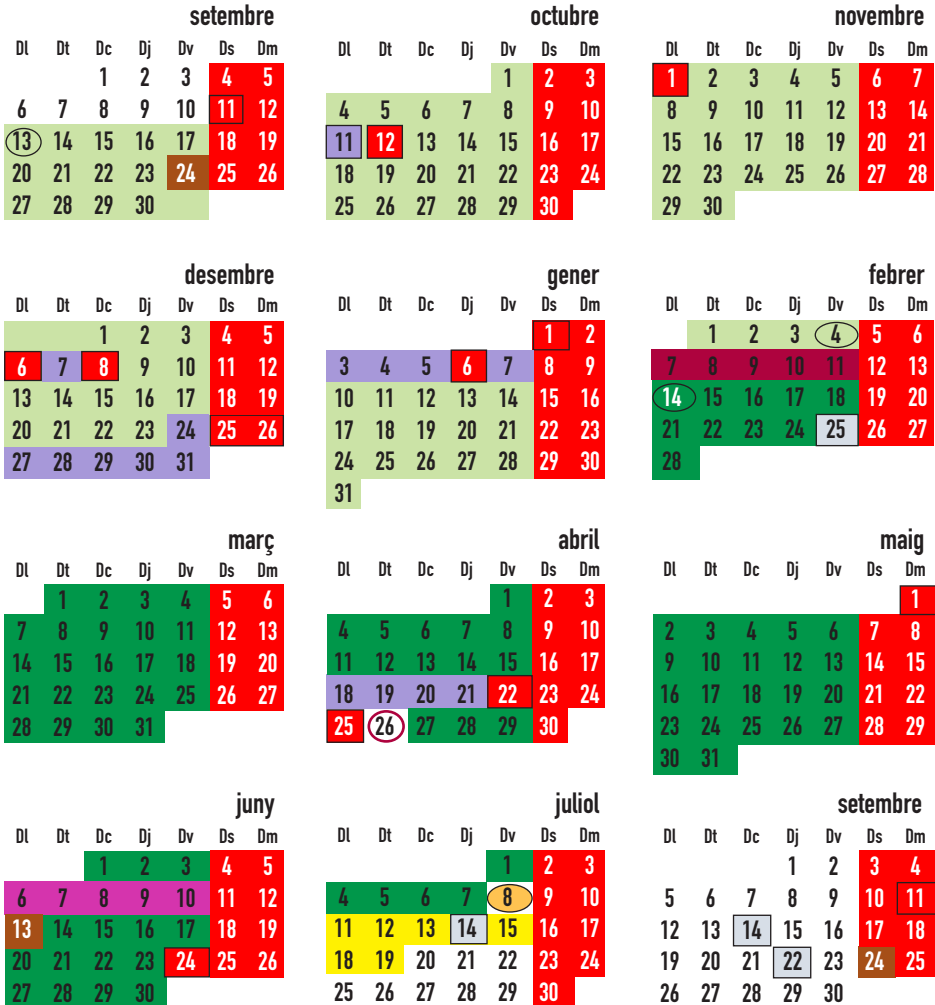 setembre
Dl Dt Dc Dj Dv Ds Dm
1 2 3 4 5
6 7 8 9 10 11 12
13 14 15 16 17 18 19
20 21 22 23 24 25 26
27 28 29 30
octubre
Dl Dt Dc Dj Dv Ds Dm
1 2 3
4 5 6 7 8 9 10
11 12 13 14 15 16 17
18 19 20 21 22 23 24
25 26 27 28 29 30
novembre
Dl Dt Dc Dj Dv Ds Dm
1 2 3 4 5 6 7
8 9 10 11 12 13 14
15 16 17 18 19 20 21
22 23 24 25 26 27 28
29 30
desembre
Dl Dt Dc Dj Dv Ds Dm
1 2 3 4 5
6 7 8 9 10 11 12
13 14 15 16 17 18 19
20 21 22 23 24 25 26
27 28 29 30 31
gener
Dl Dt Dc Dj Dv Ds Dm
1 2
3 4 5 6 7 8 9
10 11 12 13 14 15 16
17 18 19 20 21 22 23
24 25 26 27 28 29 30
31
febrer
Dl Dt Dc Dj Dv Ds Dm
1 2 3 4 5 6
7 8 9 10 11 12 13
14 15 16 17 18 19 20
21 22 23 24 25 26 27
28
març
Dl Dt Dc Dj Dv Ds Dm
1 2 3 4 5 6
7 8 9 10 11 12 13
14 15 16 17 18 19 20
21 22 23 24 25 26 27
28 29 30 31
abril
Dl Dt Dc Dj Dv Ds Dm
1 2 3
4 5 6 7 8 9 10
11 12 13 14 15 16 17
18 19 20 21 22 23 24
25 26 27 28 29 30
maig
Dl Dt Dc Dj Dv Ds Dm
1
2 3 4 5 6 7 8
9 10 11 12 13 14 15
16 17 18 19 20 21 22
23 24 25 26 27 28 29
30 31
juny
Dl Dt Dc Dj Dv Ds Dm
1 2 3 4 5
6 7 8 9 10 11 12
13 14 15 16 17 18 19
20 21 22 23 24 25 26
27 28 29 30
juliol
Dl Dt Dc Dj Dv Ds Dm
1 2 3
4 5 6 7 8 9 10
11 12 13 14 15 16 17
18 19 20 21 22 23 24
25 26 27 28 29 30
setembre
Dl Dt Dc Dj Dv Ds Dm
1 2 3 4
5 6 7 8 9 10 11
12 13 14 15 16 17 18
19 20 21 22 23 24 25
26 27 28 29 30